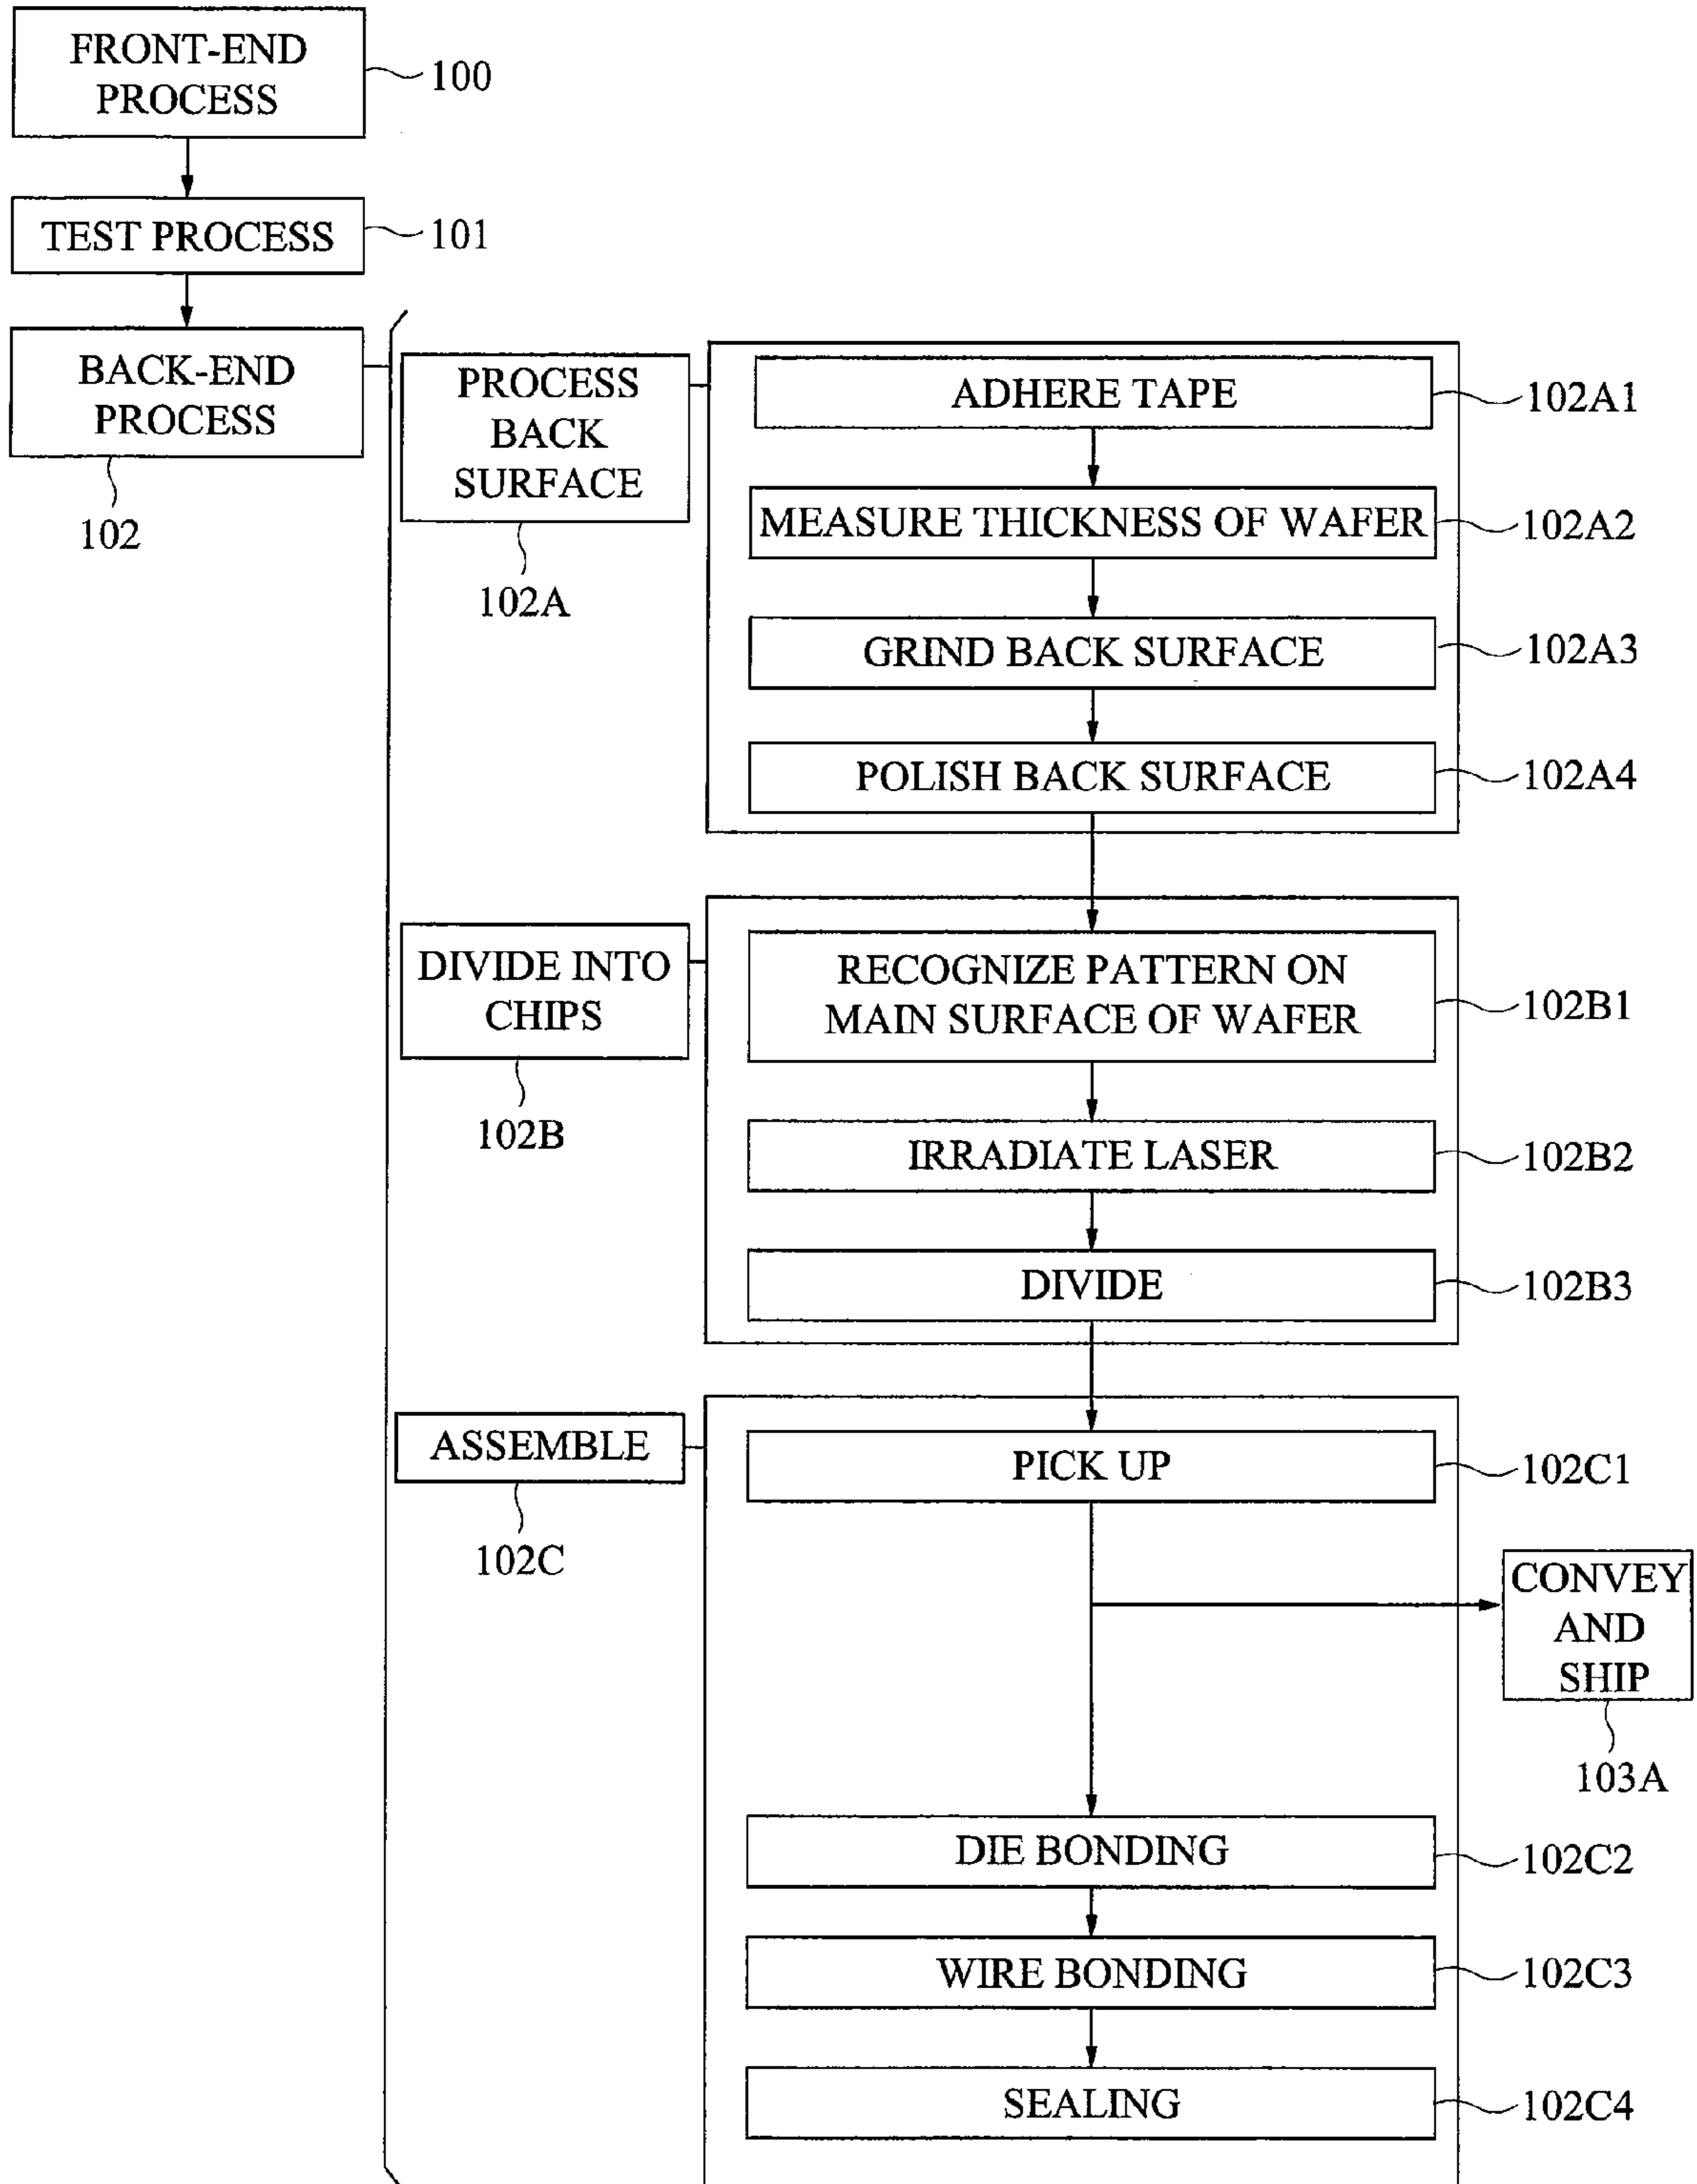 FRONT-END
PROCESS
100
TEST PROCESS
101
BACK-END
PROCESS
102
PROCESS
BACK
SURFACE
102A
ADHERE TAPE
102A1
MEASURE THICKNESS OF WAFER
102A2
GRIND BACK SURFACE
102A3
POLISH BACK SURFACE
102A4
DIVIDE INTO
CHIPS
102B
RECOGNIZE PATTERN ON
MAIN SURFACE OF WAFER
102B1
IRRADIATE LASER
102B2
DIVIDE
102B3
ASSEMBLE
102C
PICK UP
102C1
CONVEY
AND
SHIP
103A
DIE BONDING
102C2
WIRE BONDING
102C3
SEALING
102C4